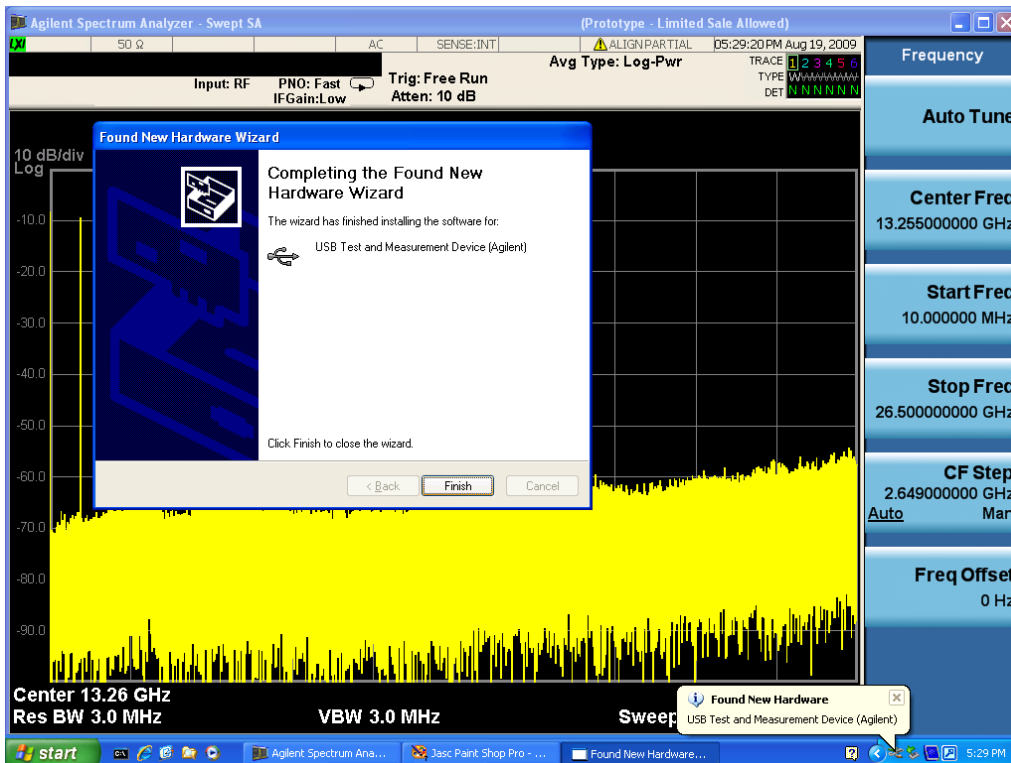 Agilent Spectrum Analyzer - Swept SA (Prototype - Limited Sale Allowed)
LXI 50 Ω AC SENSE:INT ALIGN PARTIAL 05:29:20 PM Aug 19, 2009
Input: RF PNO: Fast Trig: Free Run Avg Type: Log-Pwr TRACE 1 2 3 4 5 6
IFGain:Low Atten: 10 dB TYPE
DET N N N N N N
Frequency
Auto Tune
Center Freq
13.255000000 GHz
Start Freq
10.000000 MHz
Stop Freq
26.500000000 GHz
CF Step
2.649000000 GHz
Auto Man
Freq Offset
0 Hz
10 dB/div
Log
-10.0
-20.0
-30.0
-40.0
-50.0
-60.0
-70.0
-80.0
-90.0
Found New Hardware Wizard
Completing the Found New
Hardware Wizard
The wizard has finished installing the software for:
USB Test and Measurement Device (Agilent)
Click Finish to close the wizard.
< Back Finish Cancel
Center 13.26 GHz
Res BW 3.0 MHz VBW 3.0 MHz Sweep
Found New Hardware
USB Test and Measurement Device (Agilent)
start Agilent Spectrum Ana... Jasc Paint Shop Pro - ... Found New Hardware... 5:29 PM